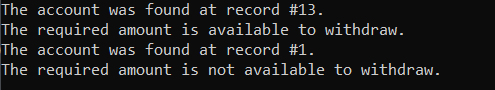 The account was found at record #13.
The required amount is available to withdraw.
The account was found at record #1.
The required amount is not available to withdraw.